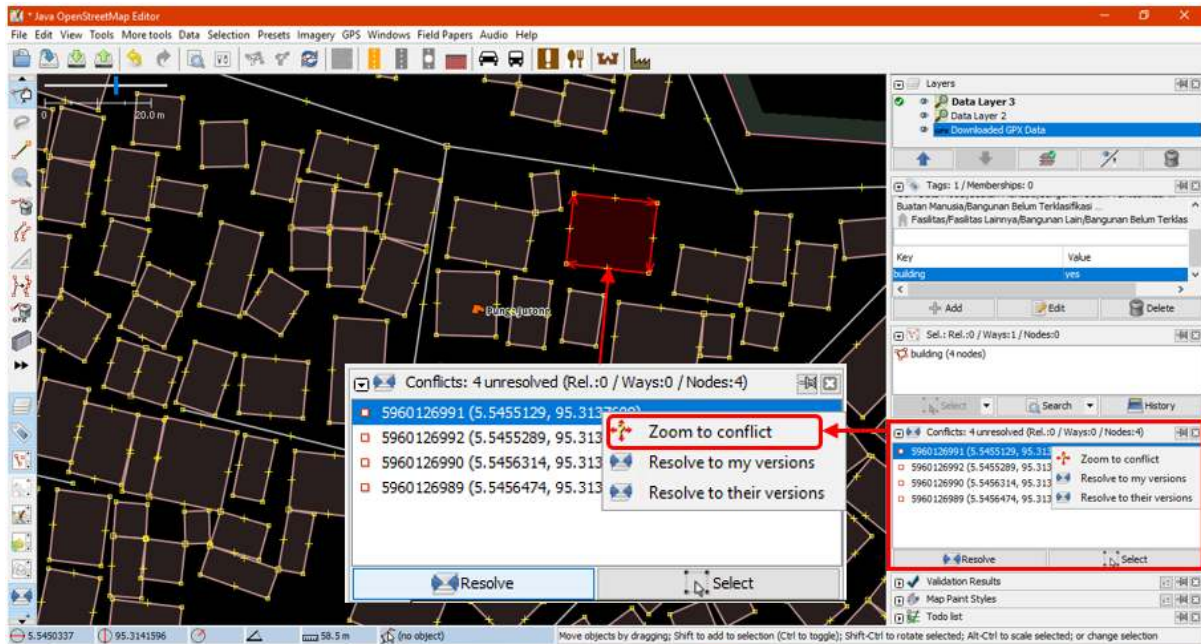 * Java OpenStreetMap Editor
File Edit View Tools More tools Data Selection Presets Imagery GPS Windows Field Papers Audio Help
0 20.0 m
Layers
Data Layer 3
Data Layer 2
Downloaded GPX Data
Tags: 1 / Memberships: 0
Buatan Manusia/Bangunan Belum Terklasifikasi ...
Fasilitas/Fasilitas Lainnya/Bangunan Lain/Bangunan Belum Terklas
Key Value
building yes
Add Edit Delete
Sel.: Rel.:0 / Ways:1 / Nodes:0
building (4 nodes)
Select Search History
Conflicts: 4 unresolved (Rel.:0 / Ways:0 / Nodes:4)
5960126991 (5.5455129, 95.313
5960126992 (5.5455289, 95.313
5960126990 (5.5456314, 95.313
5960126989 (5.5456474, 95.313
Zoom to conflict
Resolve to my versions
Resolve to their versions
Resolve Select
Validation Results
Map Paint Styles
Todo list
Conflicts: 4 unresolved (Rel.:0 / Ways:0 / Nodes:4)
5960126991 (5.5455129, 95.3137699)
5960126992 (5.5455289, 95.313
5960126990 (5.5456314, 95.313
5960126989 (5.5456474, 95.313
Zoom to conflict
Resolve to my versions
Resolve to their versions
Resolve Select
GPX
5.5450337 95.3141596 58.5 m (no object) Move objects by dragging; Shift to add to selection (Ctrl to toggle); Shift-Ctrl to rotate selected; Alt-Ctrl to scale selected; or change selection